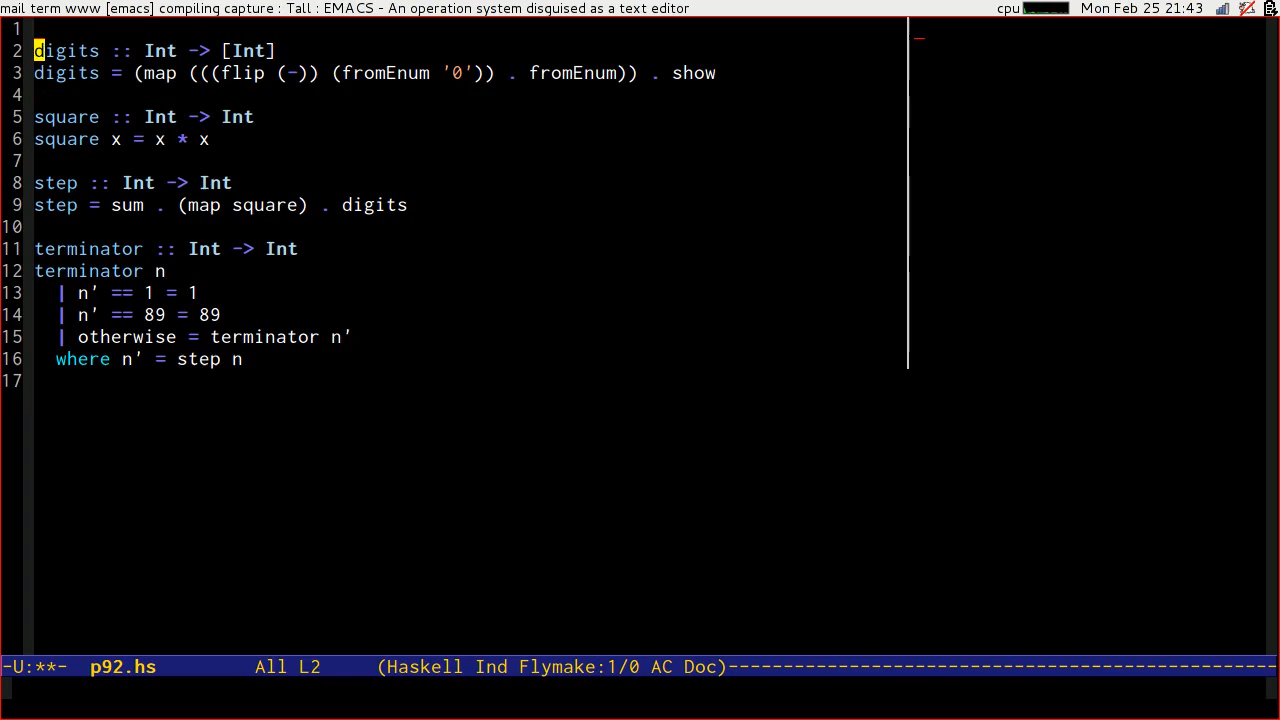 mail term www [emacs] compiling capture : Tall : EMACS - An operation system disguised as a text editor
cpu Mon Feb 25 21:43
1
2 digits :: Int -> [Int]
3 digits = (map (((flip (-)) (fromEnum '0')) . fromEnum)) . show
4
5 square :: Int -> Int
6 square x = x * x
7
8 step :: Int -> Int
9 step = sum . (map square) . digits
10
11 terminator :: Int -> Int
12 terminator n
13   | n' == 1 = 1
14   | n' == 89 = 89
15   | otherwise = terminator n'
16   where n' = step n
17
-U:**-  p92.hs         All L2     (Haskell Ind Flymake:1/0 AC Doc)--------------------------------------------------